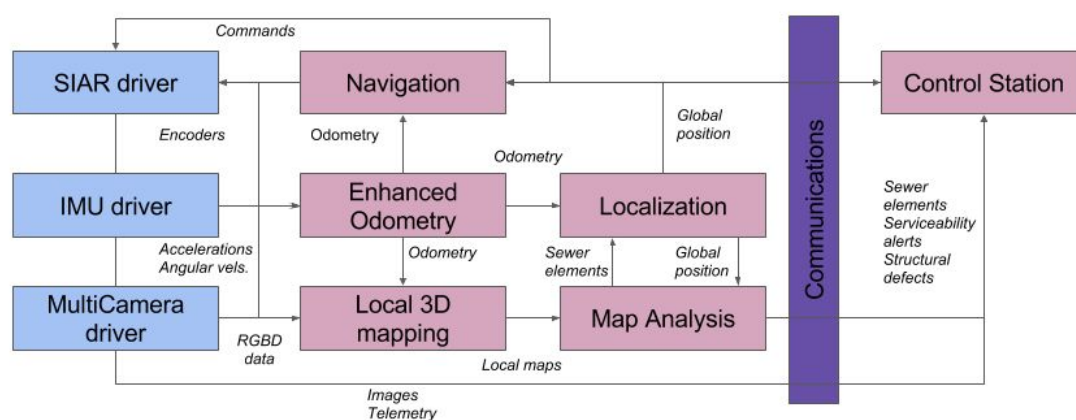 Commands
SIAR driver
Navigation
Control Station
Encoders
Odometry
Global
position
Odometry
IMU driver
Enhanced
Odometry
Localization
Communications
Sewer
elements
Serviceability
alerts
Structural
defects
Accelerations
Angular vels.
Odometry
Sewer
elements
Global
position
MultiCamera
driver
Local 3D
mapping
Map Analysis
RGBD
data
Local maps
Images
Telemetry